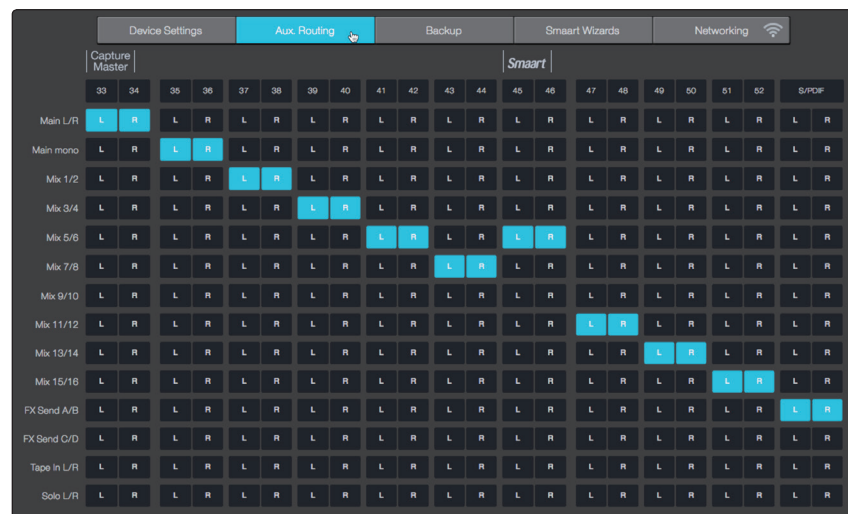 Device Settings Aux. Routing Backup Smaart Wizards Networking
Capture Master Smaart
33 34 35 36 37 38 39 40 41 42 43 44 45 46 47 48 49 50 51 52 S/PDIF
Main L/R L R L R L R L R L R L R L R L R L R L R L R
Main mono L R L R L R L R L R L R L R L R L R L R L R
Mix 1/2 L R L R L R L R L R L R L R L R L R L R L R
Mix 3/4 L R L R L R L R L R L R L R L R L R L R L R
Mix 5/6 L R L R L R L R L R L R L R L R L R L R L R
Mix 7/8 L R L R L R L R L R L R L R L R L R L R L R
Mix 9/10 L R L R L R L R L R L R L R L R L R L R L R
Mix 11/12 L R L R L R L R L R L R L R L R L R L R L R
Mix 13/14 L R L R L R L R L R L R L R L R L R L R L R
Mix 15/16 L R L R L R L R L R L R L R L R L R L R L R
FX Send A/B L R L R L R L R L R L R L R L R L R L R L R
FX Send C/D L R L R L R L R L R L R L R L R L R L R L R
Tape in L/R L R L R L R L R L R L R L R L R L R L R L R
Solo L/R L R L R L R L R L R L R L R L R L R L R L R